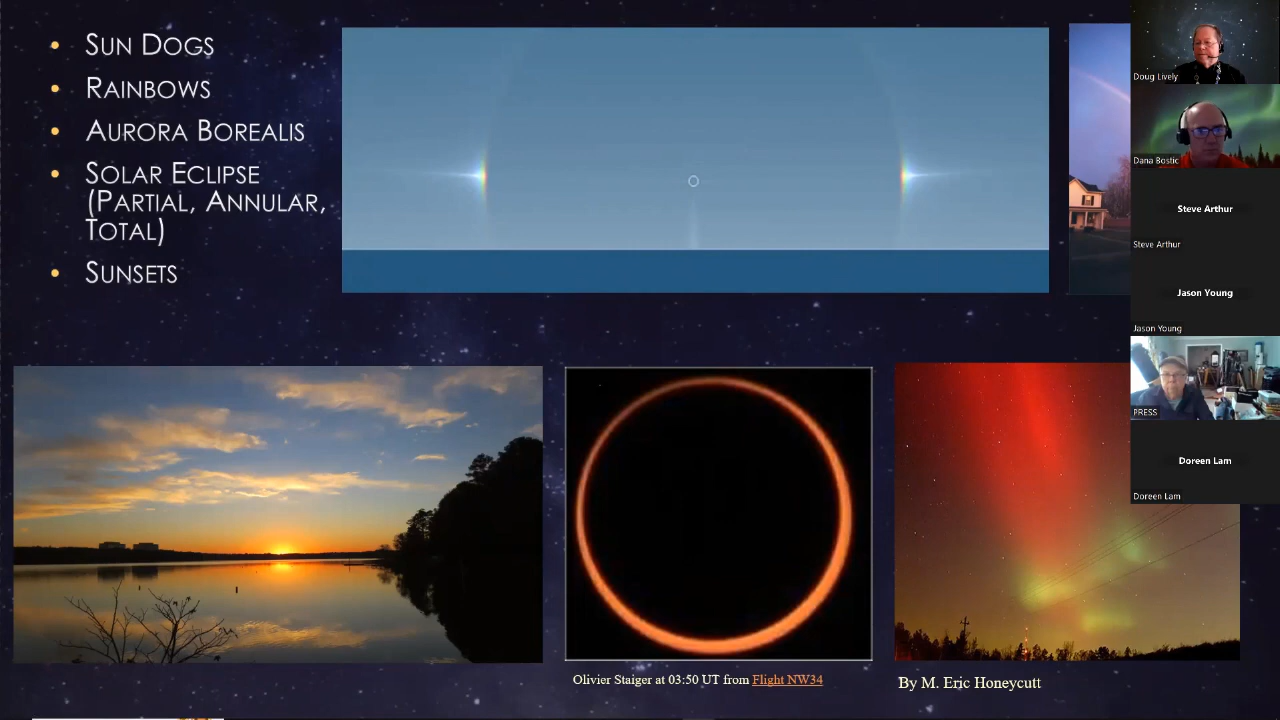 Sun Dogs
Rainbows
Aurora Borealis
Solar Eclipse
(Partial, Annular,
Total)
Sunsets
Olivier Staiger at 03:50 UT from Flight NW34
By M. Eric Honeycutt
Doug Lively
Dana Bostic
Steve Arthur
Steve Arthur
Jason Young
Jason Young
PRESS
Doreen Lam
Doreen Lam